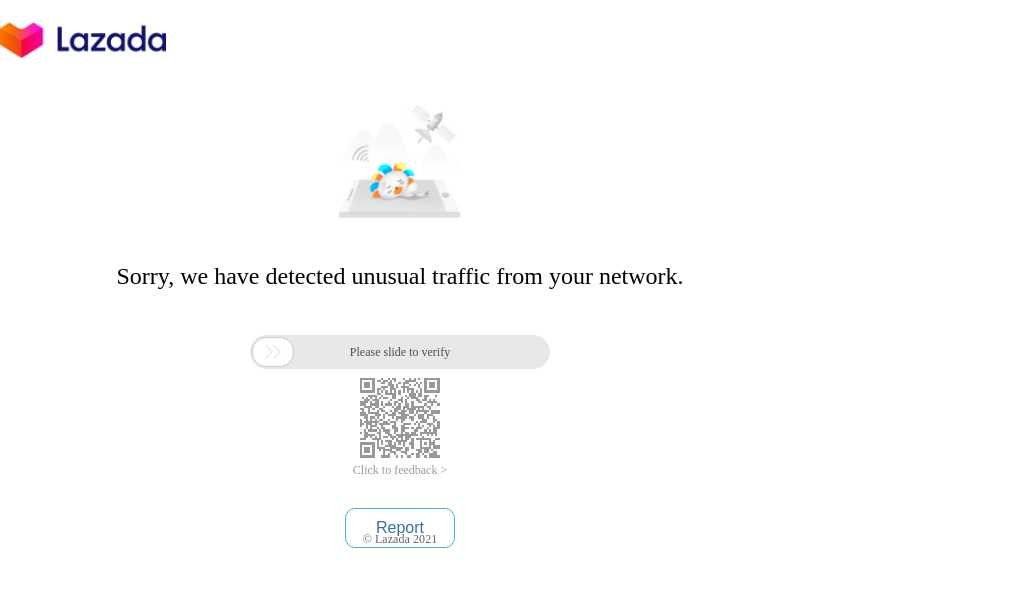 Lazada
Sorry, we have detected unusual traffic from your network.
Please slide to verify
Click to feedback >
Report
© Lazada 2021